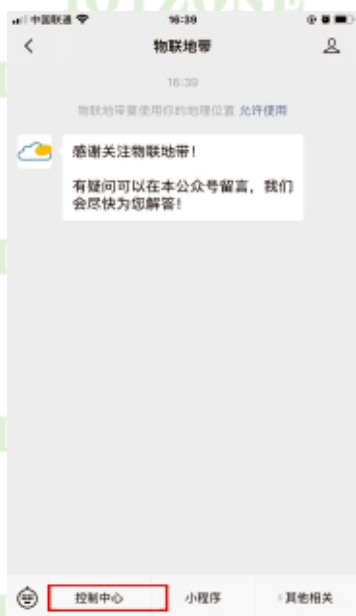 中国联通 16:39
物联地带
16:39
物联地带要使用你的地理位置 允许使用
感谢关注物联地带!
有疑问可以在本公众号留言，我们
会尽快为您解答!
控制中心 小程序 其他相关